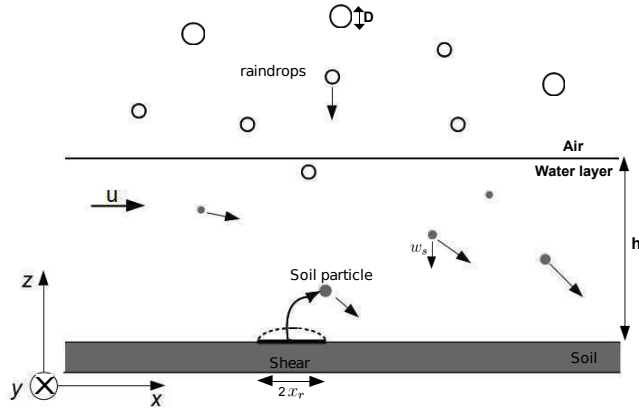 D
raindrops
Air
Water layer
u
h
w_s
Soil particle
z
Shear
Soil
y
x
2 x_r